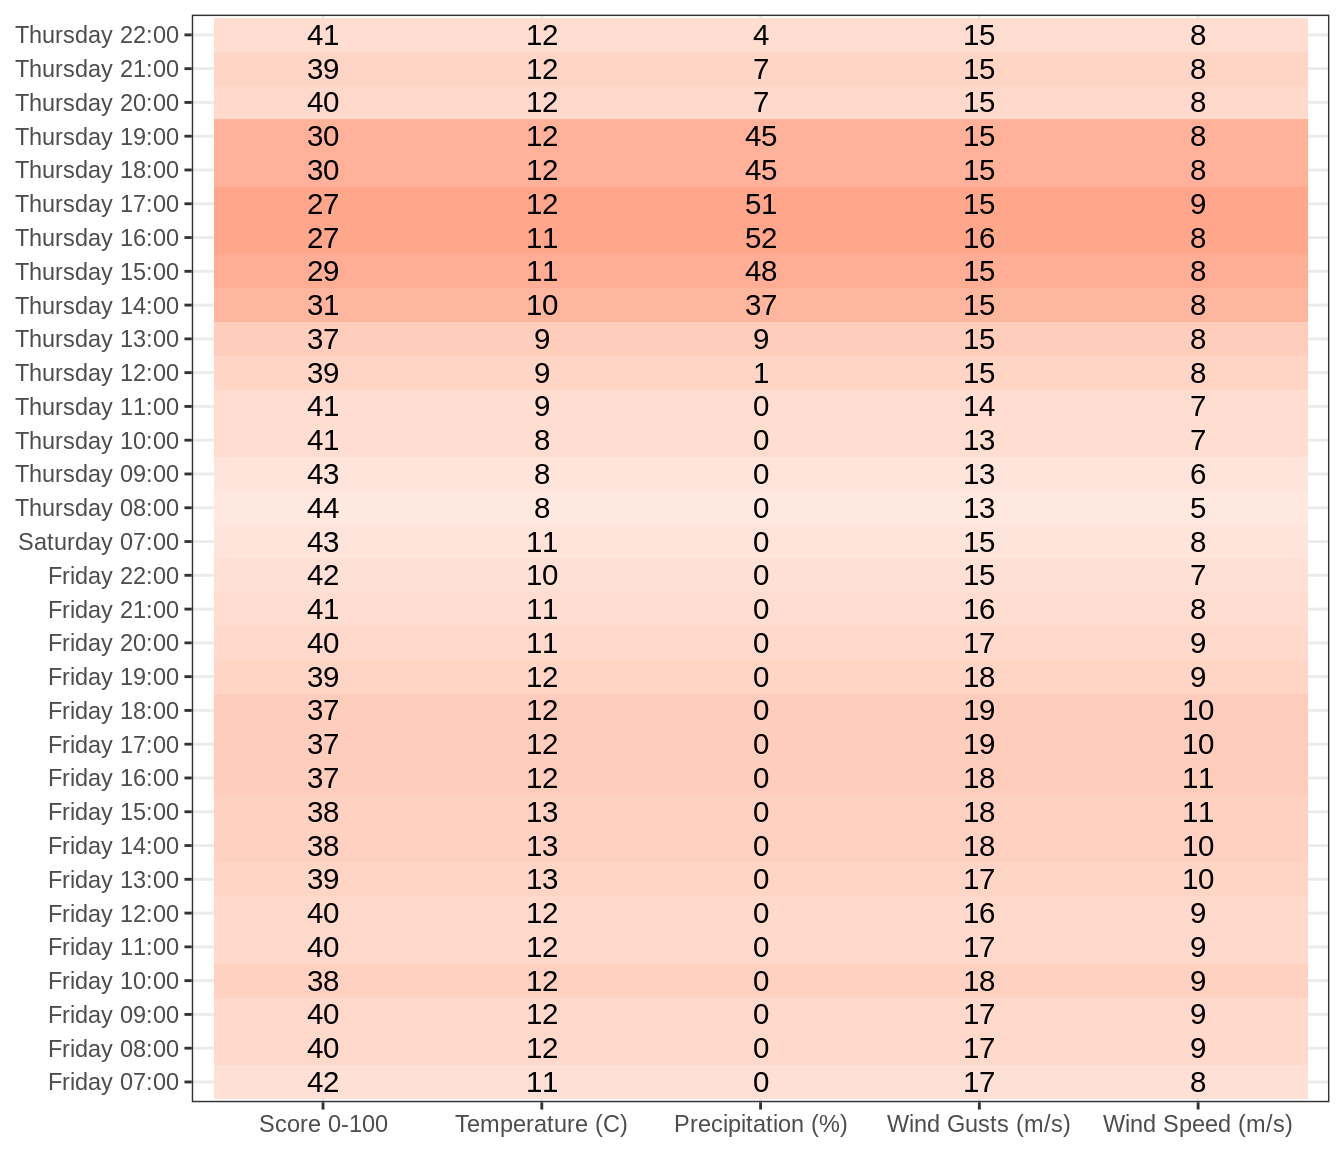 Thursday 22:00 41 12 4 15 8
Thursday 21:00 39 12 7 15 8
Thursday 20:00 40 12 7 15 8
Thursday 19:00 30 12 45 15 8
Thursday 18:00 30 12 45 15 8
Thursday 17:00 27 12 51 15 9
Thursday 16:00 27 11 52 16 8
Thursday 15:00 29 11 48 15 8
Thursday 14:00 31 10 37 15 8
Thursday 13:00 37 9 9 15 8
Thursday 12:00 39 9 1 15 8
Thursday 11:00 41 9 0 14 7
Thursday 10:00 41 8 0 13 7
Thursday 09:00 43 8 0 13 6
Thursday 08:00 44 8 0 13 5
Saturday 07:00 43 11 0 15 8
Friday 22:00 42 10 0 15 7
Friday 21:00 41 11 0 16 8
Friday 20:00 40 11 0 17 9
Friday 19:00 39 12 0 18 9
Friday 18:00 37 12 0 19 10
Friday 17:00 37 12 0 19 10
Friday 16:00 37 12 0 18 11
Friday 15:00 38 13 0 18 11
Friday 14:00 38 13 0 18 10
Friday 13:00 39 13 0 17 10
Friday 12:00 40 12 0 16 9
Friday 11:00 40 12 0 17 9
Friday 10:00 38 12 0 18 9
Friday 09:00 40 12 0 17 9
Friday 08:00 40 12 0 17 9
Friday 07:00 42 11 0 17 8
Score 0-100 Temperature (C) Precipitation (%) Wind Gusts (m/s) Wind Speed (m/s)